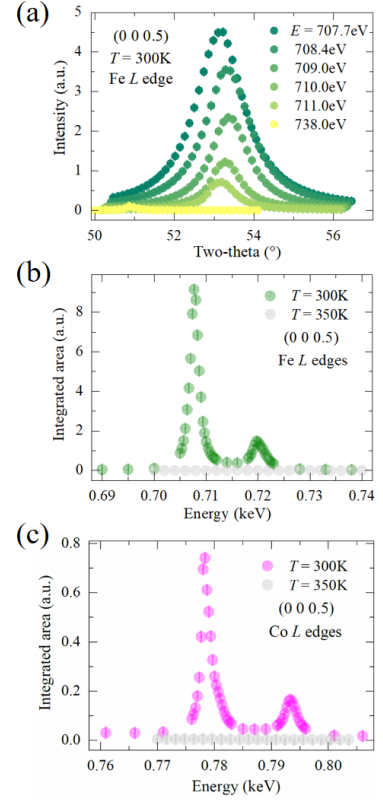 (a)
(0 0 0.5)
T = 300K
Fe L edge
E = 707.7eV
708.4eV
709.0eV
710.0eV
711.0eV
738.0eV
Intensity (a.u.)
5
4
3
2
1
0
50 52 54 56
Two-theta (°)
(b)
T = 300K
T = 350K
(0 0 0.5)
Fe L edges
Integrated area (a.u.)
8
6
4
2
0
0.69 0.70 0.71 0.72 0.73 0.74
Energy (keV)
(c)
T = 300K
T = 350K
(0 0 0.5)
Co L edges
Integrated area (a.u.)
0.8
0.6
0.4
0.2
0.0
0.76 0.77 0.78 0.79 0.80
Energy (keV)